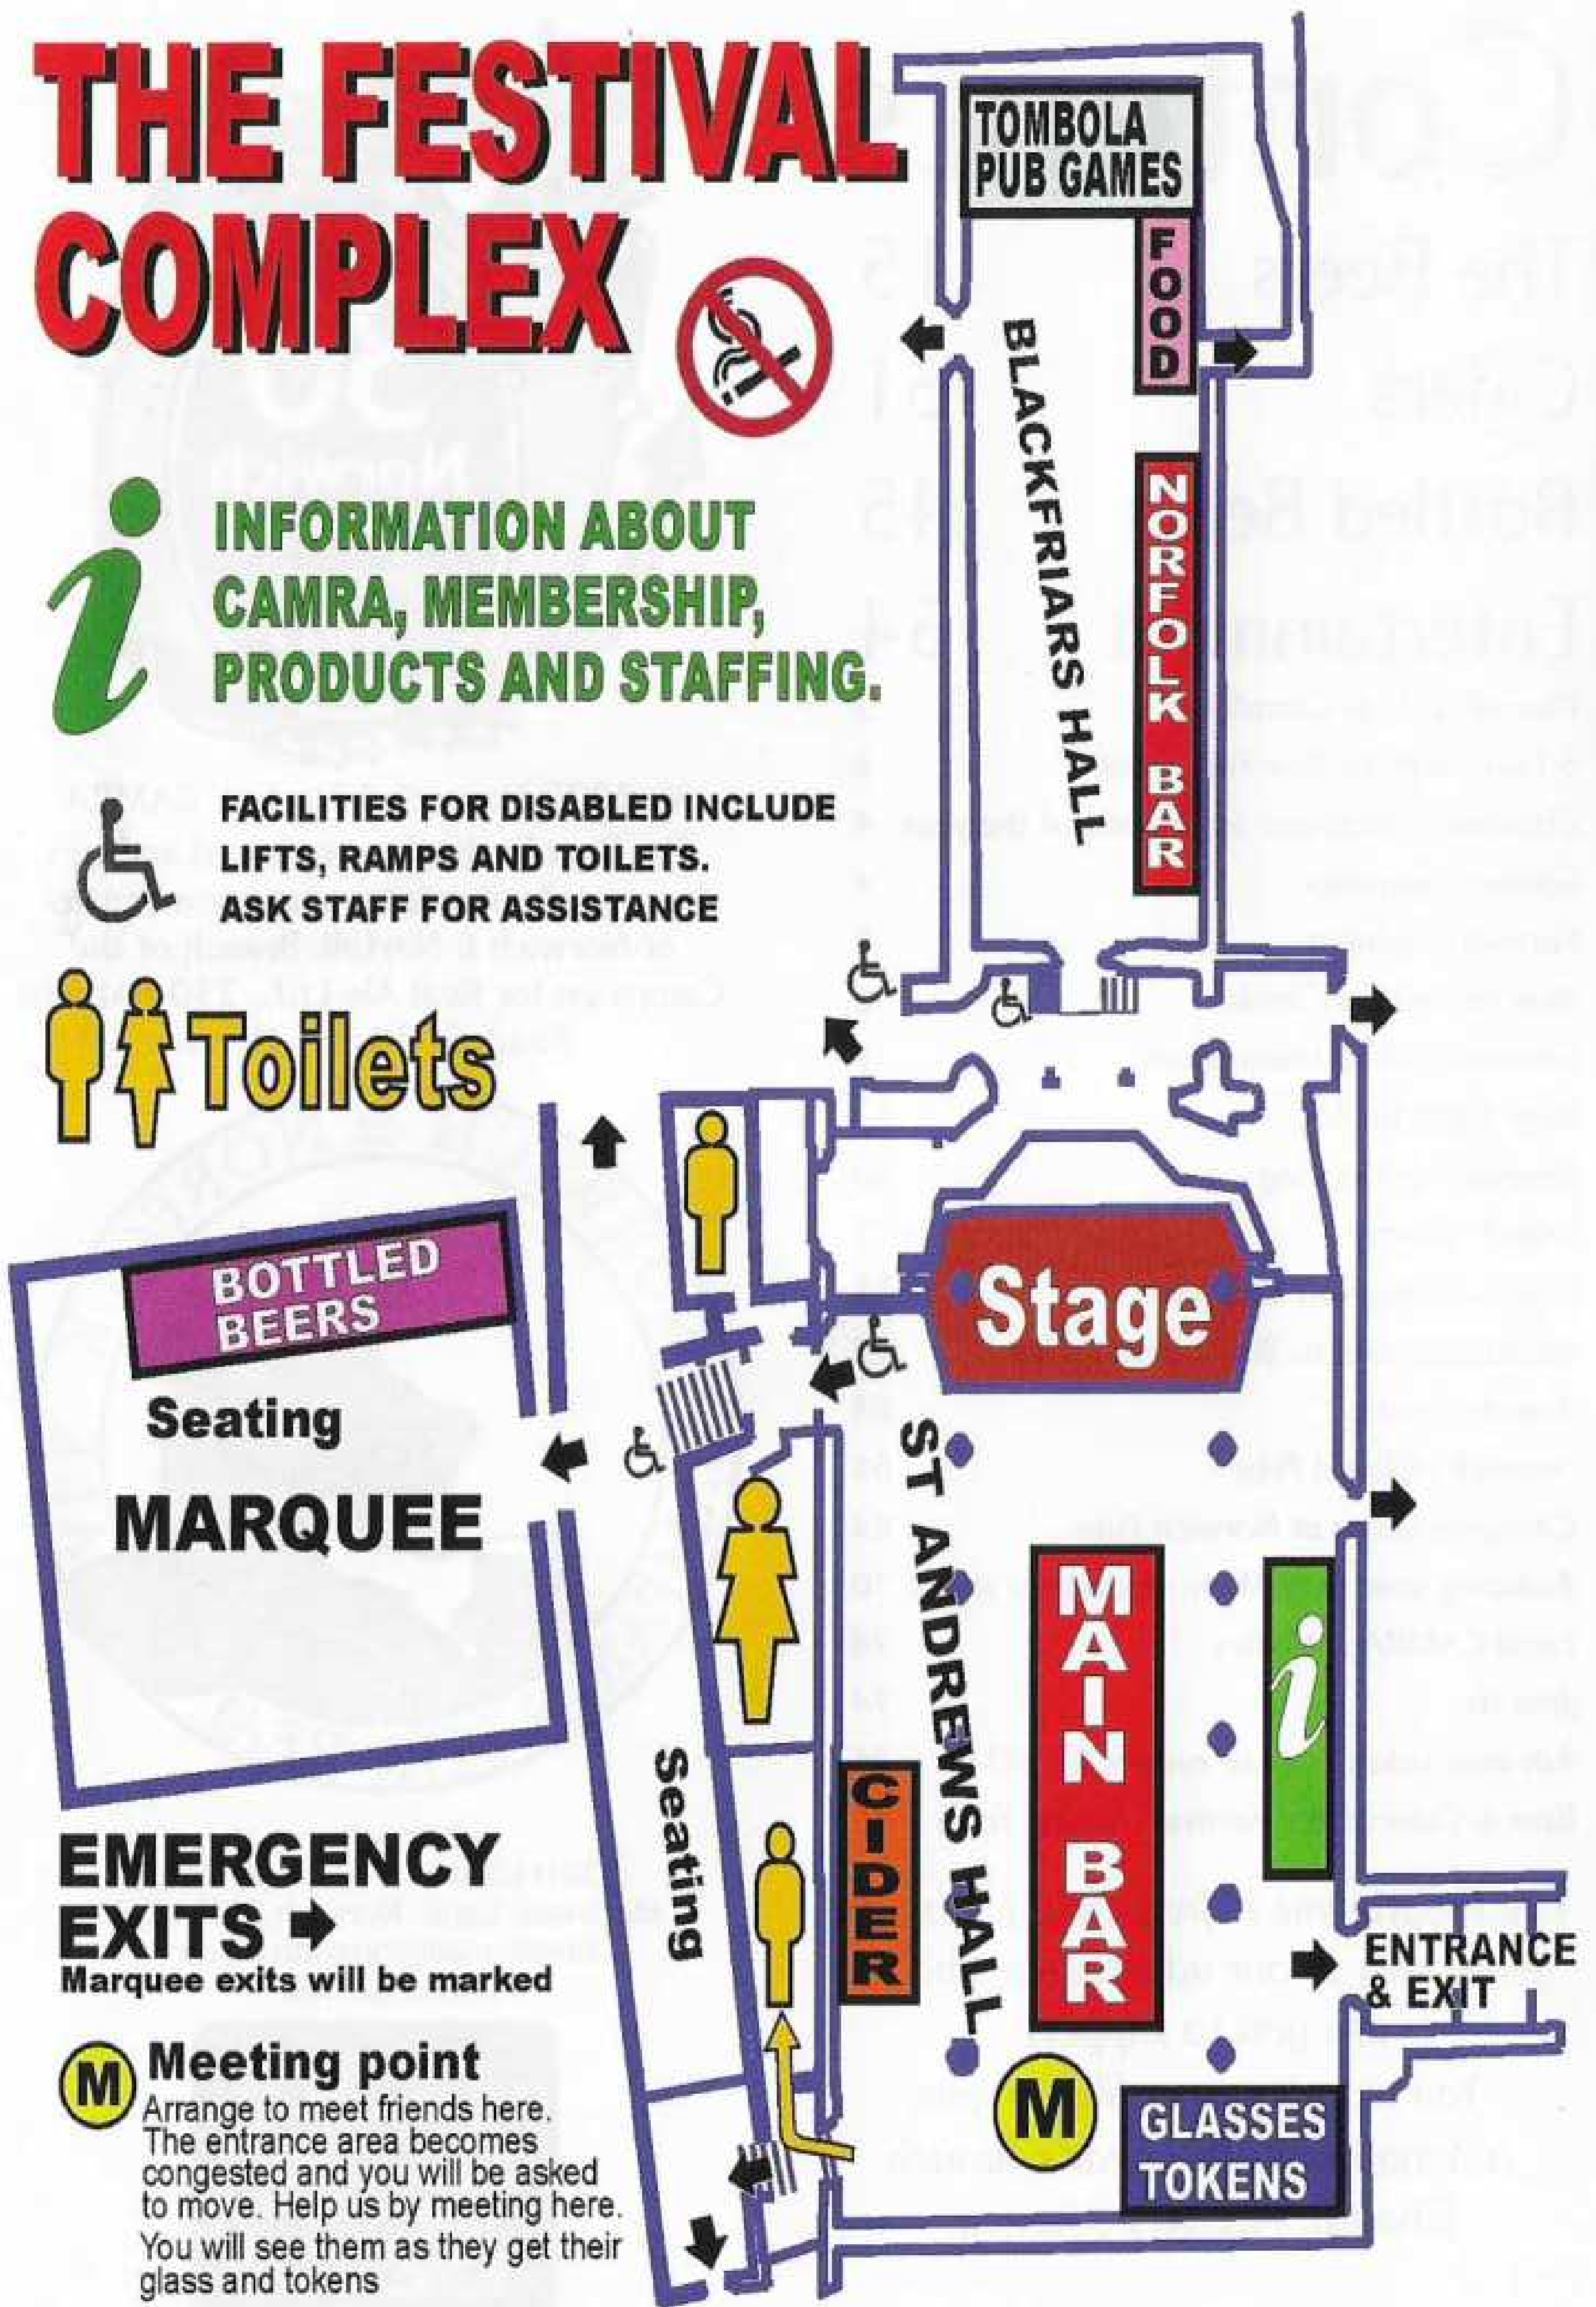 THE FESTIVAL
COMPLEX
INFORMATION ABOUT
CAMRA, MEMBERSHIP,
PRODUCTS AND STAFFING.
FACILITIES FOR DISABLED INCLUDE
LIFTS, RAMPS AND TOILETS.
ASK STAFF FOR ASSISTANCE
Toilets
TOMBOLA
PUB GAMES
FOOD
BLACKFRIARS HALL
NORFOLK BAR
BOTTLED
BEERS
Seating
MARQUEE
Stage
ST ANDREWS HALL
MAIN BAR
i
CIDER
Seating
ENTRANCE
& EXIT
M
GLASSES
TOKENS
EMERGENCY
EXITS
Marquee exits will be marked
M Meeting point
Arrange to meet friends here.
The entrance area becomes
congested and you will be asked
to move. Help us by meeting here.
You will see them as they get their
glass and tokens